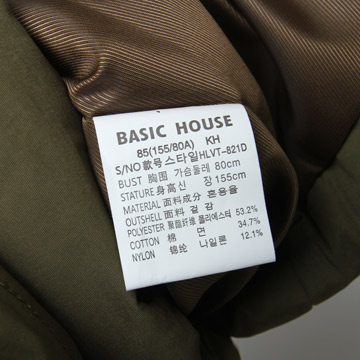 BASIC HOUSE
85(155/80A) KH
S/NO 款号 스타일 HLVT-821D
BUST 胸围 가슴둘레 80cm
STATURE 身高 신 장 155cm
MATERIAL 面料成分 혼용율
OUTSHELL 面料 겉 감
POLYESTER 聚酯纤维 폴리에스터 53.2%
COTTON 棉 면 34.7%
NYLON 锦纶 나일론 12.1%